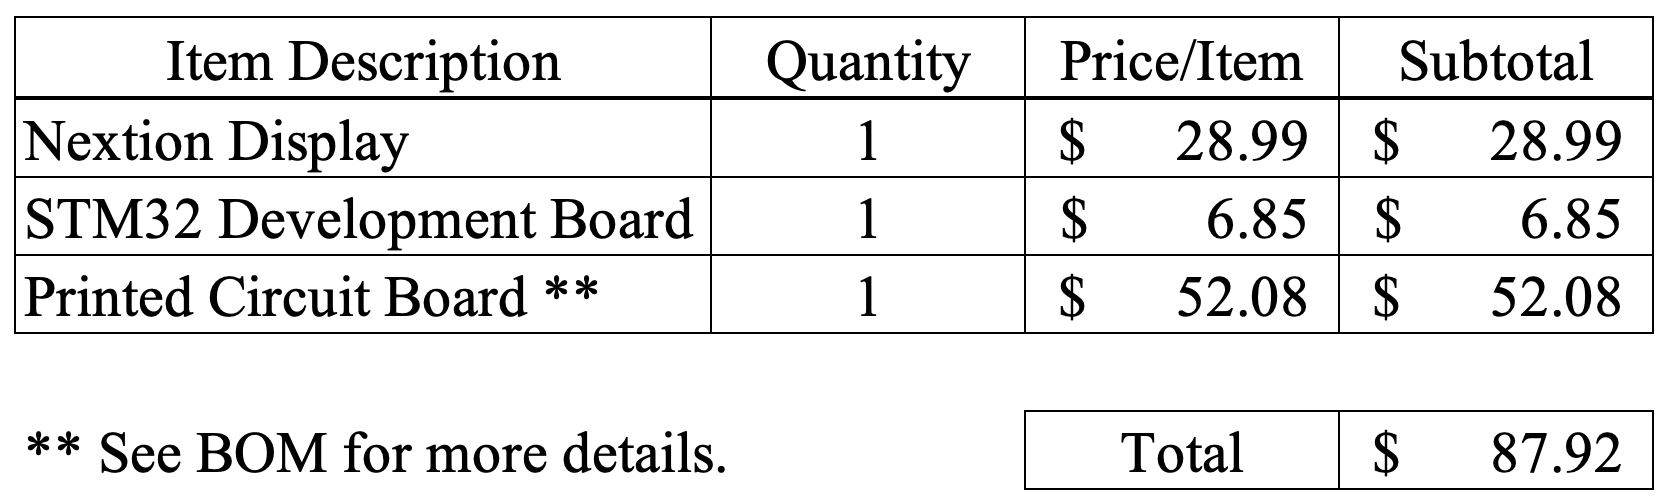 Item Description Quantity Price/Item Subtotal
Nextion Display 1 $ 28.99 $ 28.99
STM32 Development Board 1 $ 6.85 $ 6.85
Printed Circuit Board ** 1 $ 52.08 $ 52.08
** See BOM for more details. Total $ 87.92